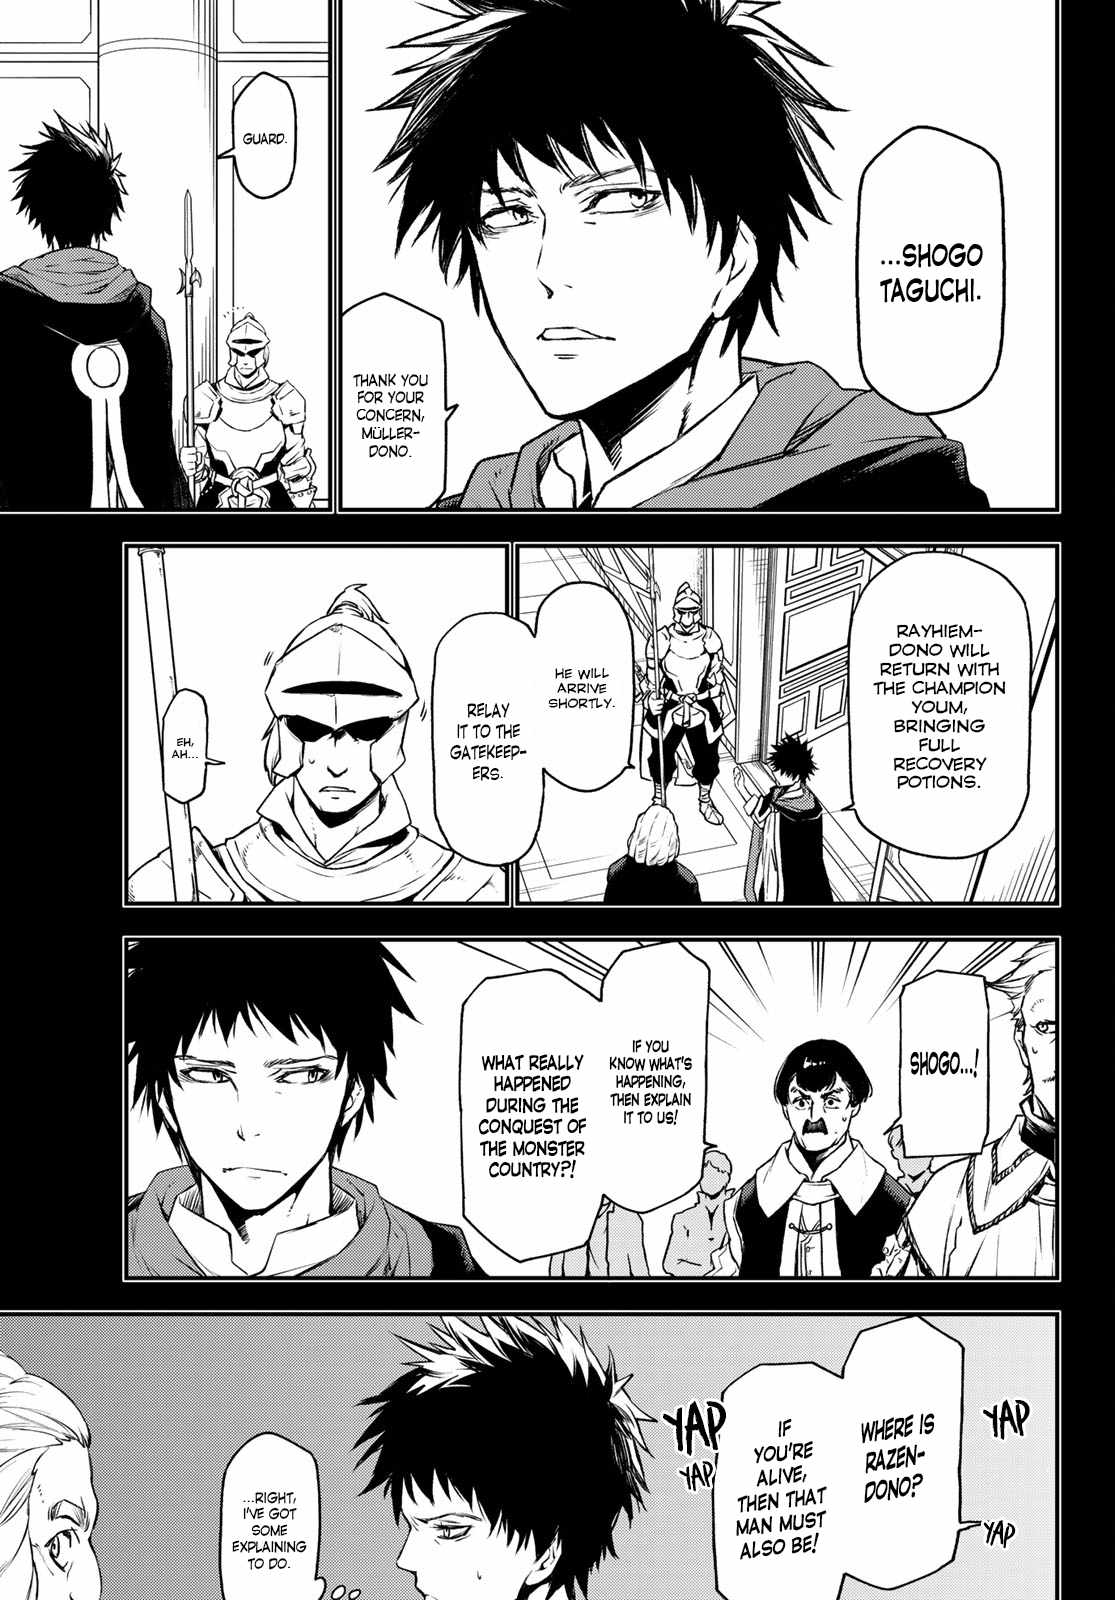 ...SHOGO
TAGUCHI.
THANK YOU
FOR YOUR
CONCERN,
MÜLLER-
DONO.
GUARD.
RAYHIEM-
DONO WILL
RETURN WITH
THE CHAMPION
YOUM,
BRINGING
FULL
RECOVERY
POTIONS.
HE WILL
ARRIVE
SHORTLY.
RELAY
IT TO THE
GATEKEEP-
ERS.
EH,
AH...
SHOGO...!
IF YOU
KNOW WHAT'S
HAPPENING,
THEN EXPLAIN
IT TO US!
WHAT REALLY
HAPPENED
DURING THE
CONQUEST OF
THE MONSTER
COUNTRY?!
YAP
YAP
WHERE IS
RAZEN-
DONO?
IF
YOU'RE
ALIVE,
THEN THAT
MAN MUST
ALSO BE!
YAP
YAP
...RIGHT,
I'VE GOT
SOME
EXPLAINING
TO DO.